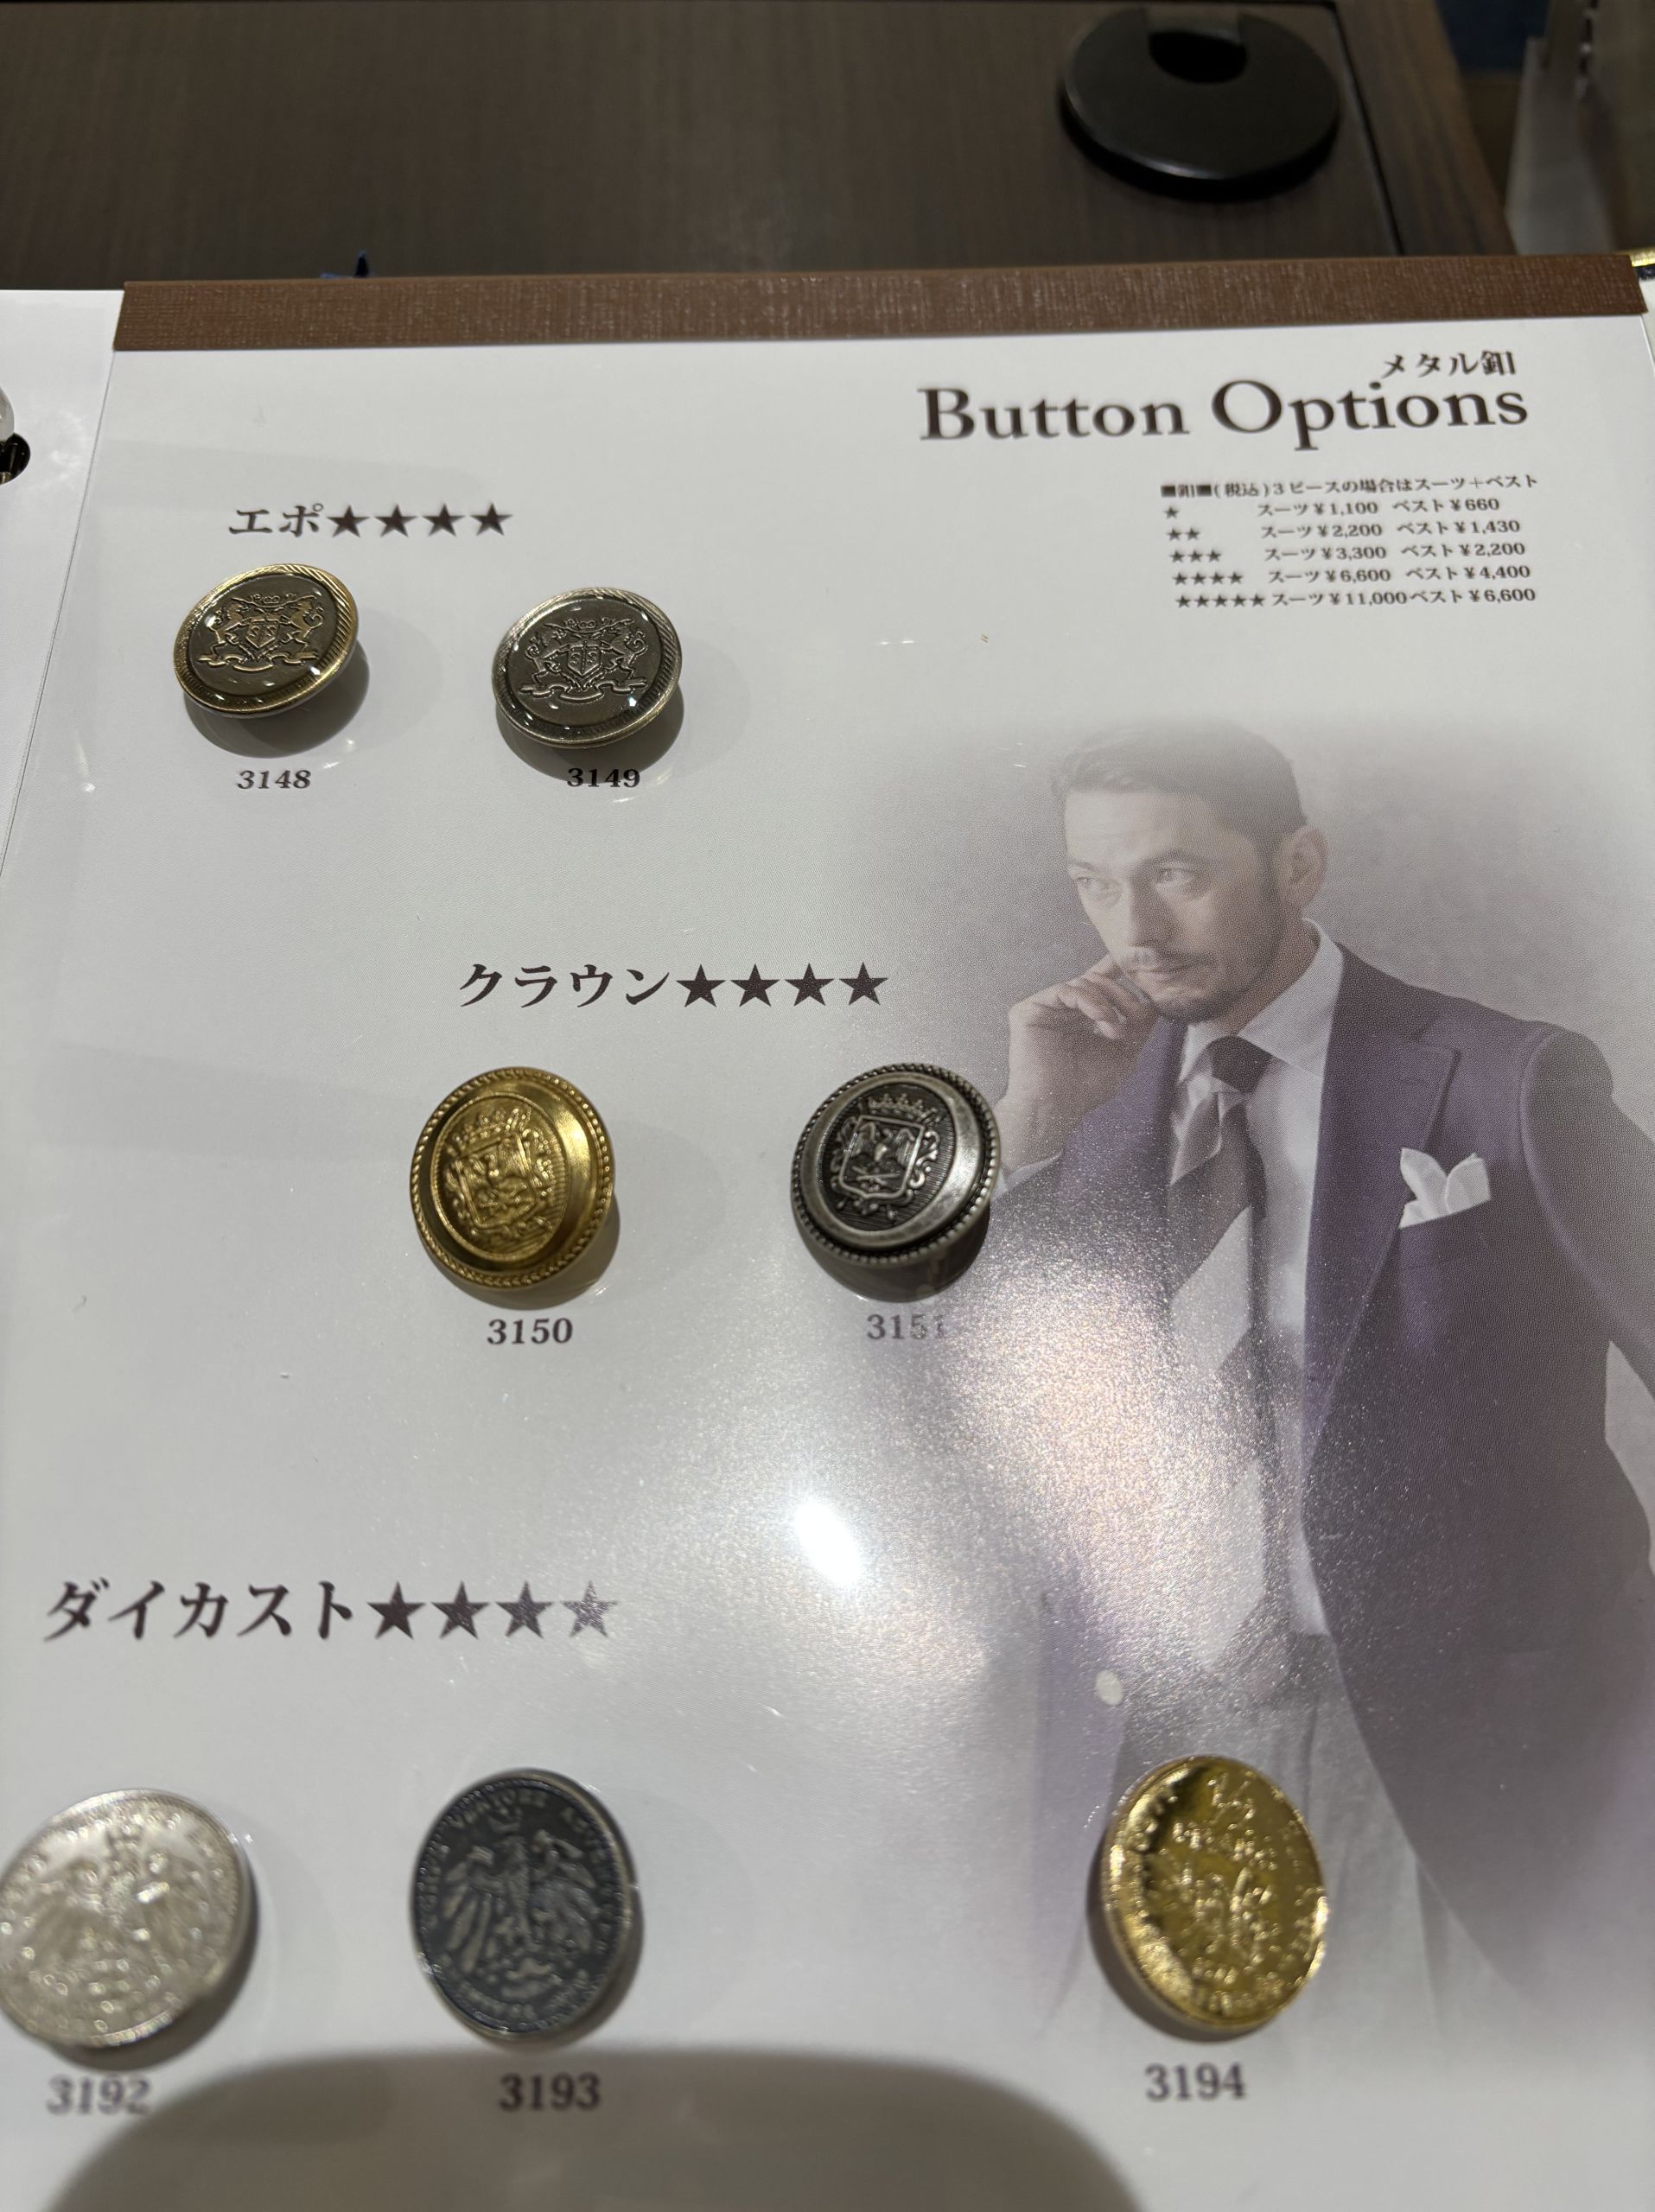 メタル釦
Button Options
■釦■(税込)3ピースの場合はスーツ+ベスト
★ スーツ¥1,100 ベスト¥660
★★ スーツ¥2,200 ベスト¥1,430
★★★ スーツ¥3,300 ベスト¥2,200
★★★★ スーツ¥6,600 ベスト¥4,400
★★★★★スーツ¥11,000ベスト¥6,600
エポ★★★★
3148 3149
クラウン★★★★
3150 3151
ダイカスト★★★★
3192 3193 3194